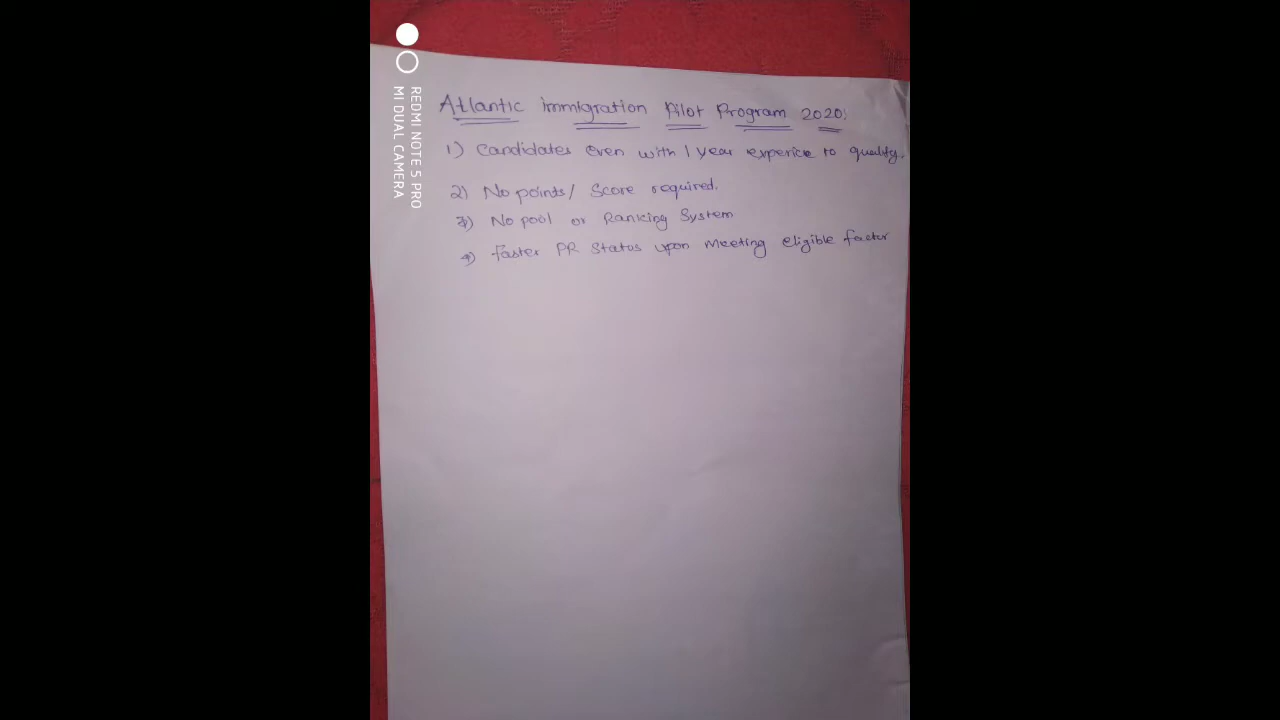 Atlantic immigration Pilot Program 2020:
1) Candidates even with 1 year experice to qualify.
2) No points/ Score required.
3) No pool or Ranking System
4) faster PR Status upon Meeting eligible factor
REDMI NOTE 5 PRO
MI DUAL CAMERA